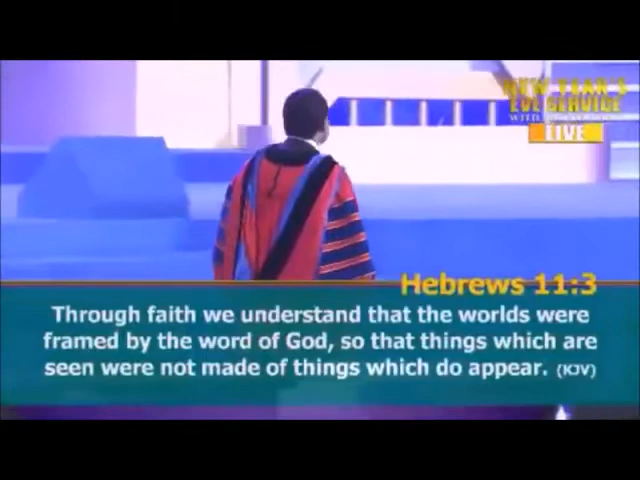 NEW YEAR'S
EVE SERVICE
WITH
LIVE
Hebrews 11:3
Through faith we understand that the worlds were
framed by the word of God, so that things which are
seen were not made of things which do appear. (KJV)